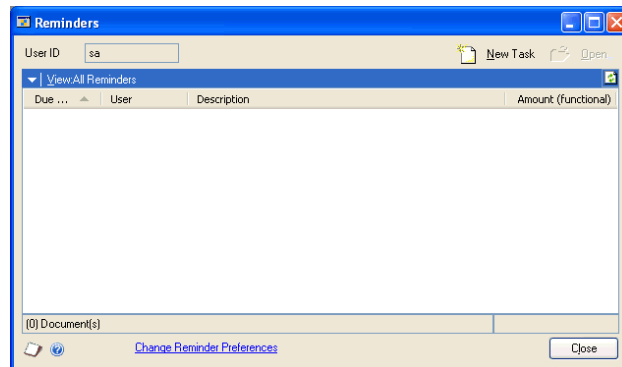 Reminders
User ID sa New Task Open
View:All Reminders
Due ... User Description Amount (functional)
(0) Document(s)
Change Reminder Preferences Close